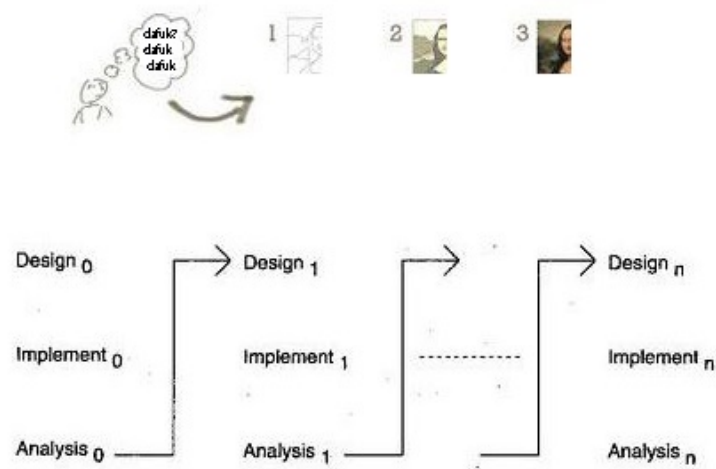 dafuk?
dafuk
dafuk
1 2 3
Design 0 Design 1 Design n
Implement 0 Implement 1 Implement n
Analysis 0 Analysis 1 Analysis n